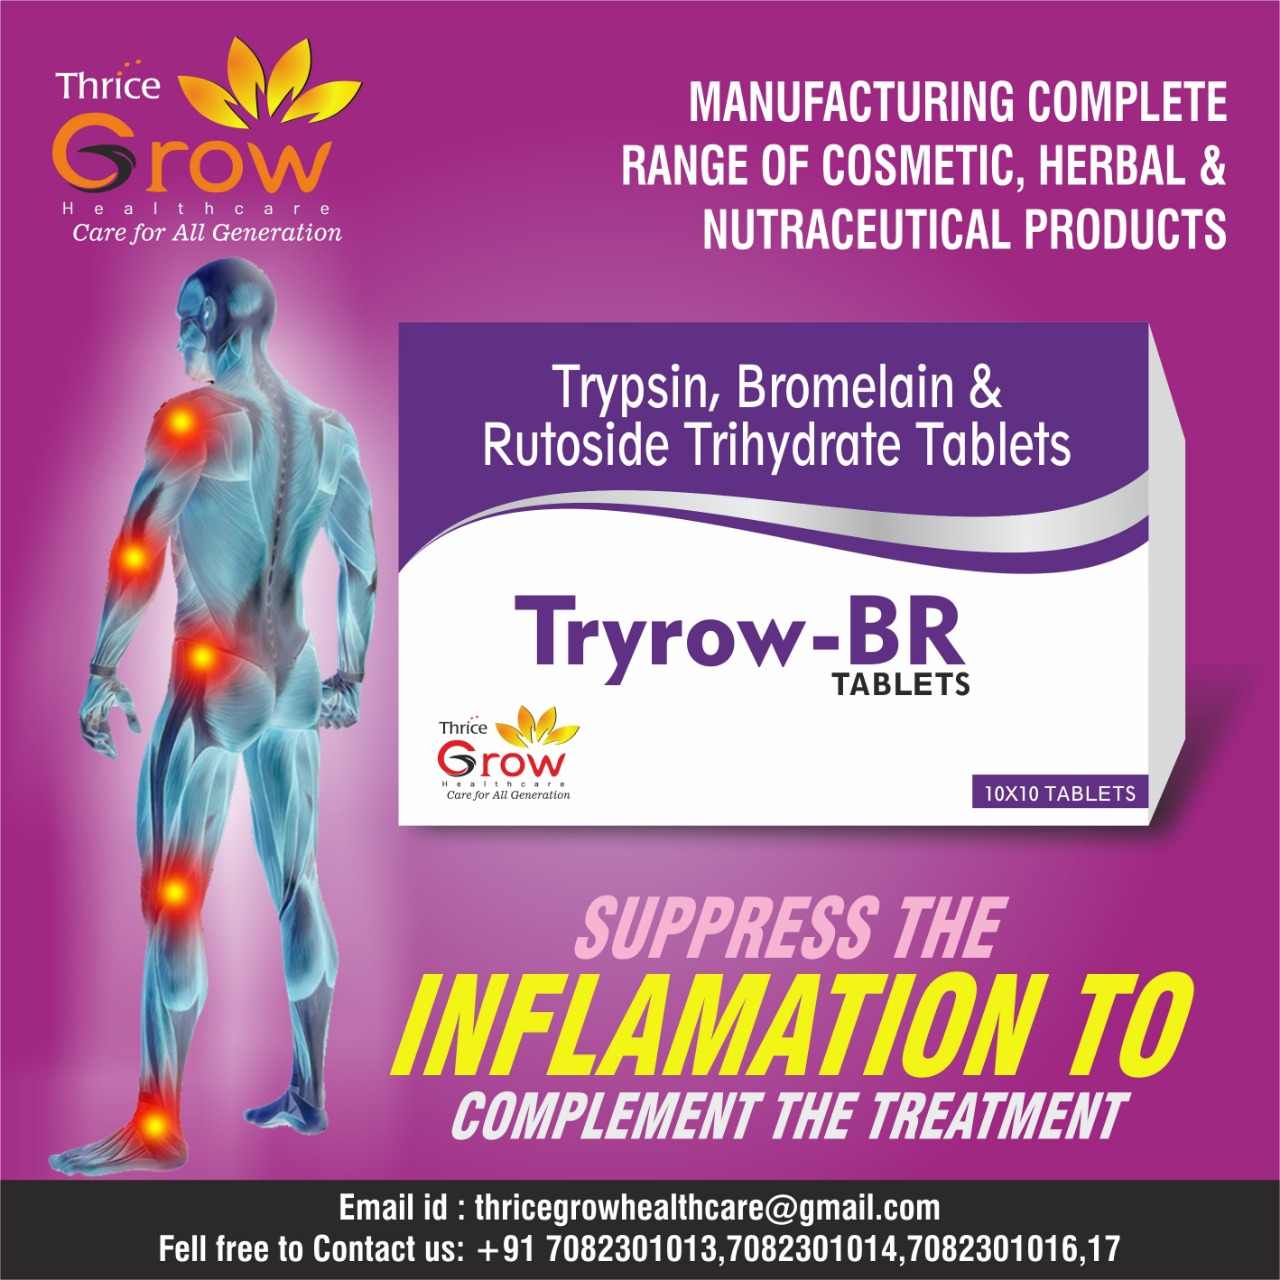 Thrice
Grow
Healthcare
Care for All Generation
MANUFACTURING COMPLETE
RANGE OF COSMETIC, HERBAL &
NUTRACEUTICAL PRODUCTS
Trypsin, Bromelain &
Rutoside Trihydrate Tablets
Tryrow-BR
TABLETS
Thrice
Grow
Healthcare
Care for All Generation
10X10 TABLETS
SUPPRESS THE
INFLAMATION TO
COMPLEMENT THE TREATMENT
Email id : thricegrowhealthcare@gmail.com
Fell free to Contact us: +91 7082301013,7082301014,7082301016,17